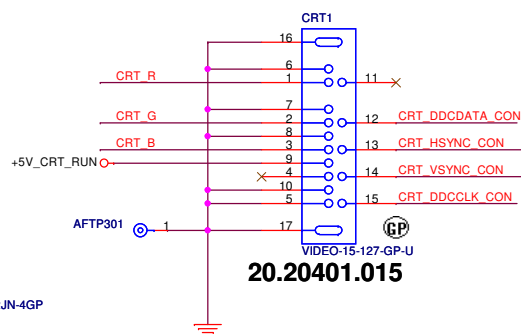 CRT1
16
6
CRT_R 1 11
7
CRT_G 2 12 CRT_DDCDATA_CON
8
CRT_B 3 13 CRT_HSYNC_CON
+5V_CRT_RUN 9
4 14 CRT_VSYNC_CON
10
5 15 CRT_DDCCLK_CON
AFTP301 1 17 GP
VIDEO-15-127-GP-U
20.20401.015
JN-4GP